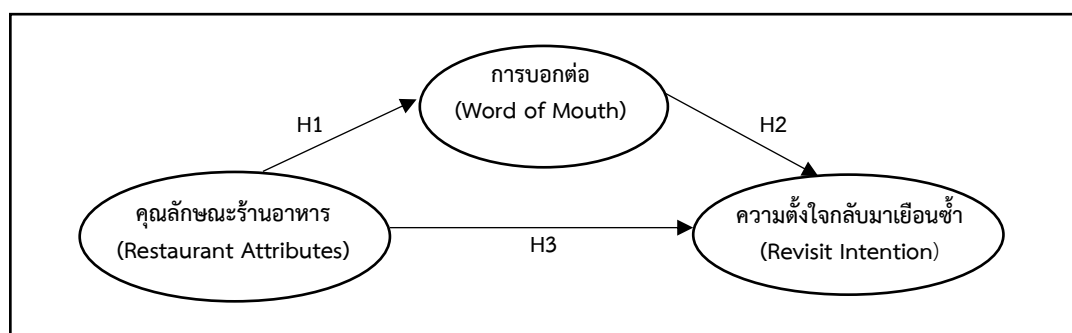 การบอกต่อ
(Word of Mouth)
H1
H2
คุณลักษณะร้านอาหาร
(Restaurant Attributes)
ความตั้งใจกลับมาเยือนซ้ำ
(Revisit Intention)
H3